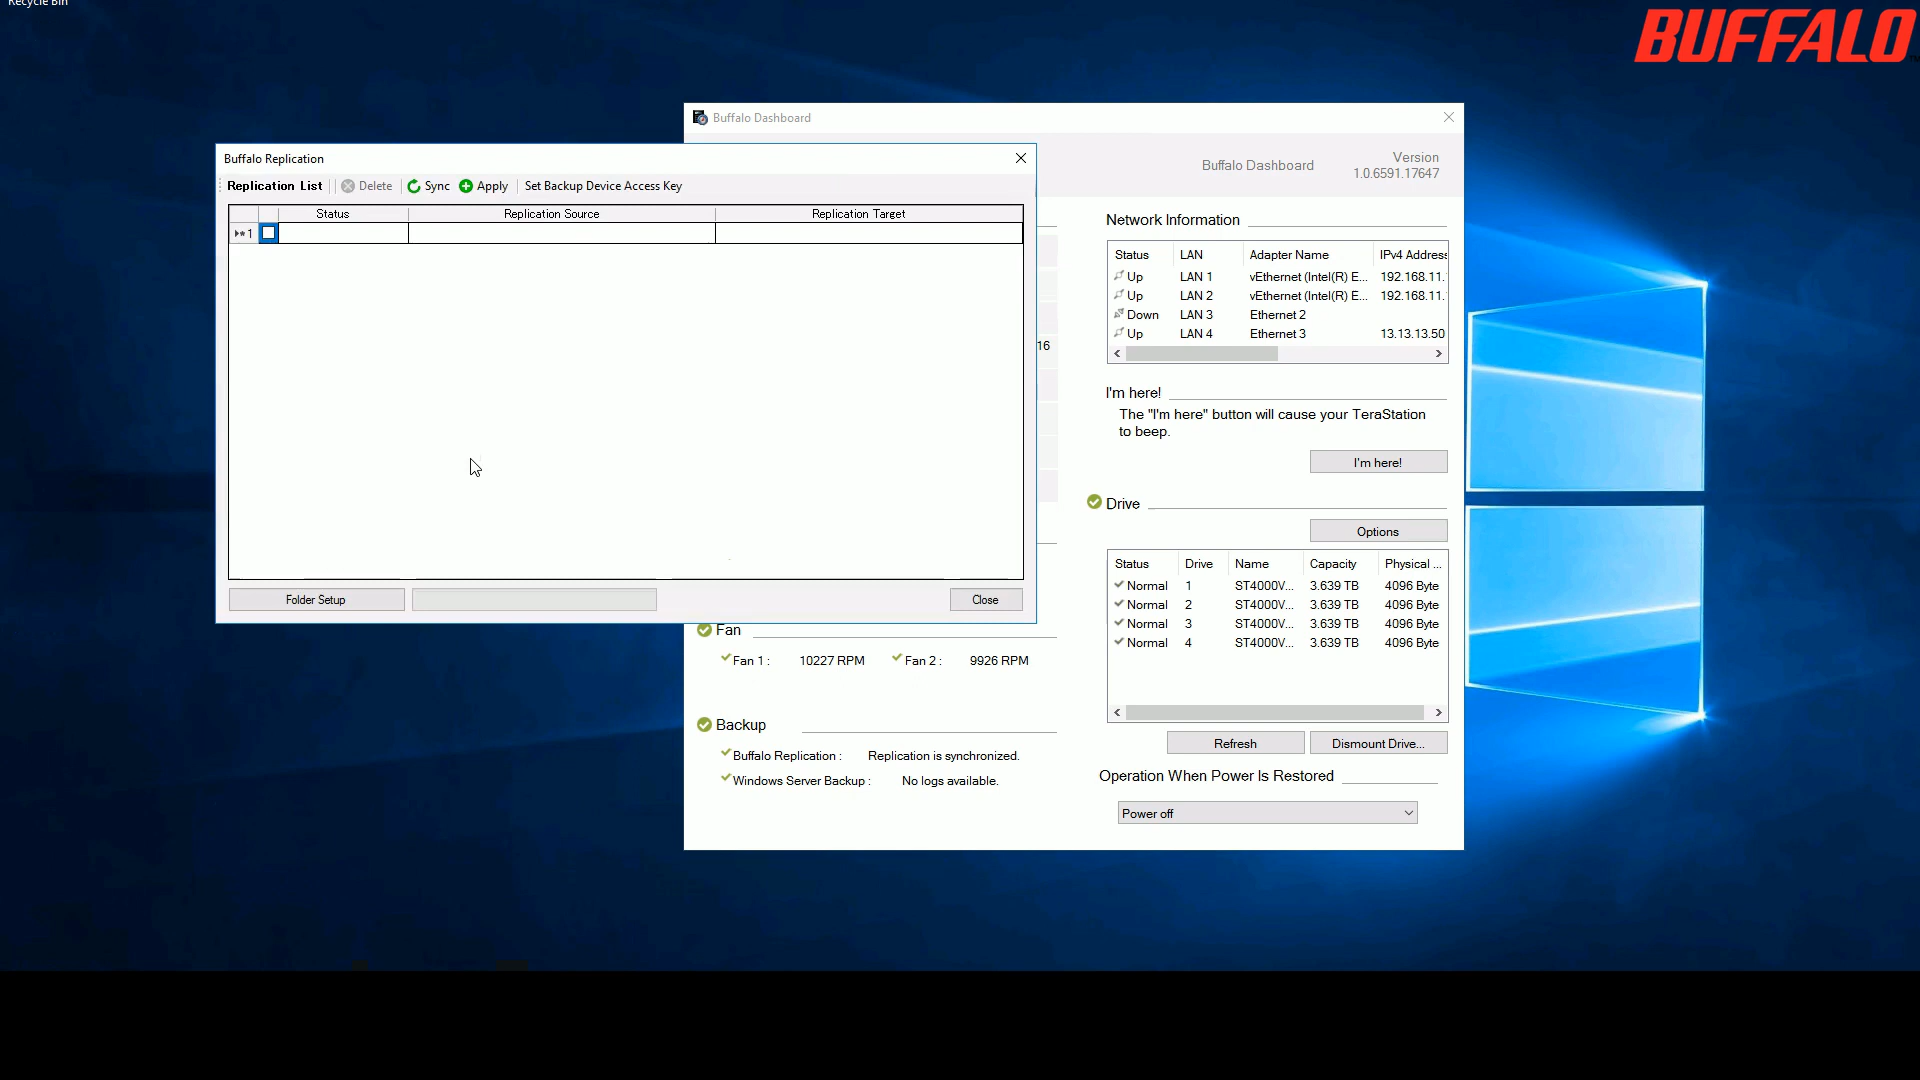 Recycle Bin
BUFFALO
Buffalo Dashboard
Buffalo Replication
Replication List Delete Sync Apply Set Backup Device Access Key
Status Replication Source Replication Target
1
Folder Setup Close
Buffalo Dashboard
Version
1.0.6591.17647
16
Network Information
Status LAN Adapter Name IPv4 Address
Up LAN 1 vEthernet (Intel(R) E... 192.168.11.
Up LAN 2 vEthernet (Intel(R) E... 192.168.11.
Down LAN 3 Ethernet 2
Up LAN 4 Ethernet 3 13.13.13.50
I'm here!
The "I'm here" button will cause your TeraStation
to beep.
I'm here!
Drive
Options
Status Drive Name Capacity Physical ...
Normal 1 ST4000V... 3.639 TB 4096 Byte
Normal 2 ST4000V... 3.639 TB 4096 Byte
Normal 3 ST4000V... 3.639 TB 4096 Byte
Normal 4 ST4000V... 3.639 TB 4096 Byte
Refresh Dismount Drive...
Operation When Power Is Restored
Power off
Fan
Fan 1 : 10227 RPM Fan 2 : 9926 RPM
Backup
Buffalo Replication : Replication is synchronized.
Windows Server Backup : No logs available.